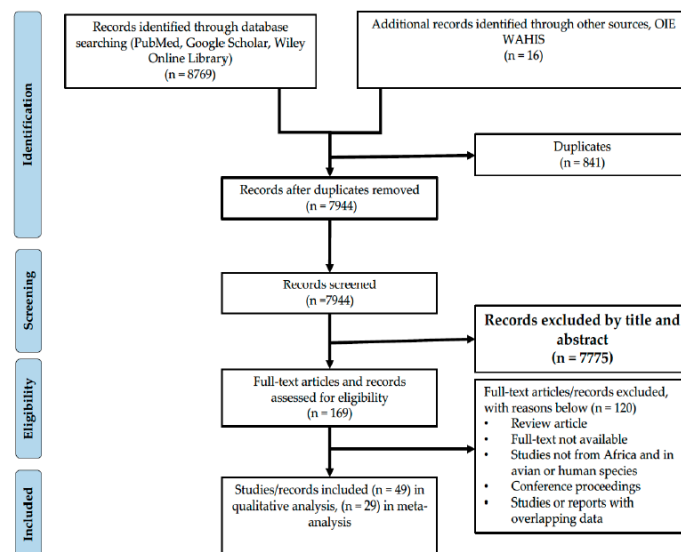 Identification
Records identified through database
searching (PubMed, Google Scholar, Wiley
Online Library)
(n = 8769)
Additional records identified through other sources, OIE
WAHIS
(n = 16)
Duplicates
(n = 841)
Records after duplicates removed
(n = 7944)
Screening
Records screened
(n =7944)
Records excluded by title and
abstract
(n = 7775)
Eligibility
Full-text articles and records
assessed for eligibility
(n = 169)
Full-text articles/records excluded,
with reasons below (n = 120)
• Review article
• Full-text not available
• Studies not from Africa and in
avian or human species
• Conference proceedings
• Studies or reports with
overlapping data
Included
Studies/records included (n = 49) in
qualitative analysis, (n = 29) in meta-
analysis